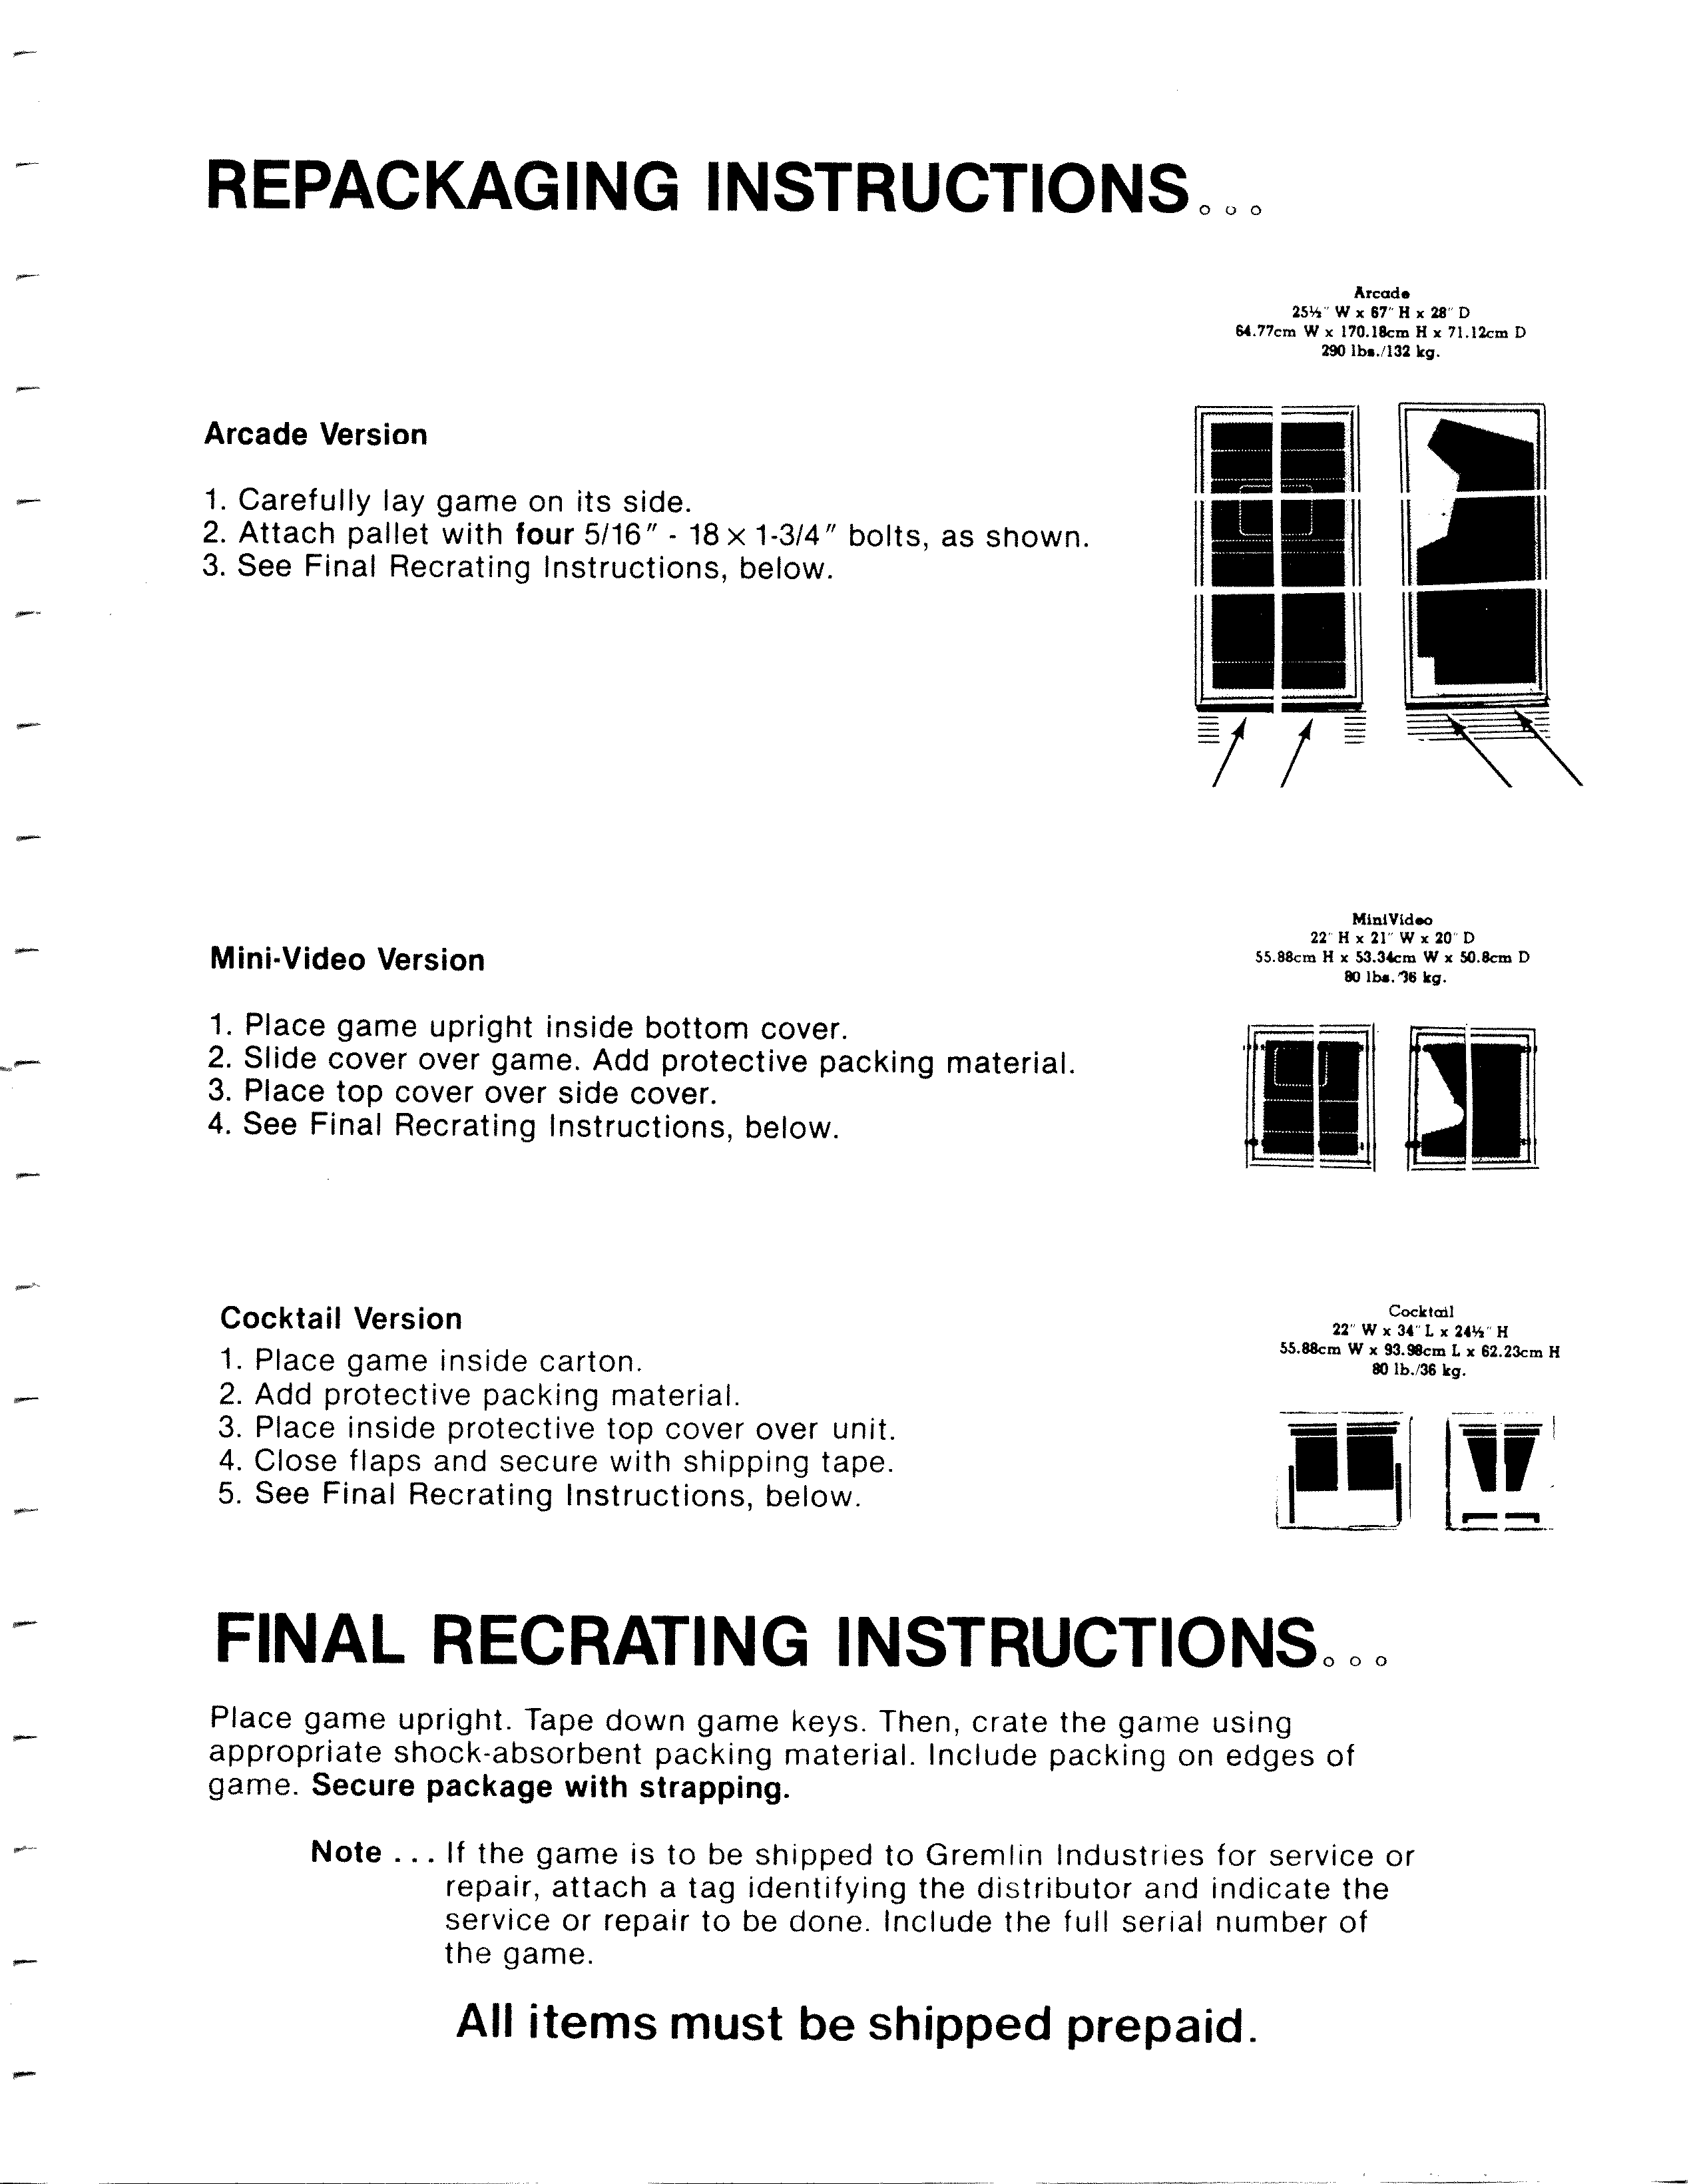 REPACKAGING INSTRUCTIONS...
Arcade
25½" W x 67" H x 28" D
64.77cm W x 170.18cm H x 71.12cm D
290 lbs./132 kg.
Arcade Version
1. Carefully lay game on its side.
2. Attach pallet with four 5/16" - 18 x 1-3/4" bolts, as shown.
3. See Final Recrating Instructions, below.
MiniVideo
22" H x 21" W x 20" D
55.88cm H x 53.34cm W x 50.8cm D
80 lbs./36 kg.
Mini-Video Version
1. Place game upright inside bottom cover.
2. Slide cover over game. Add protective packing material.
3. Place top cover over side cover.
4. See Final Recrating Instructions, below.
Cocktail
22" W x 34" L x 24½" H
55.88cm W x 93.98cm L x 62.23cm H
80 lb./36 kg.
Cocktail Version
1. Place game inside carton.
2. Add protective packing material.
3. Place inside protective top cover over unit.
4. Close flaps and secure with shipping tape.
5. See Final Recrating Instructions, below.
FINAL RECRATING INSTRUCTIONS...
Place game upright. Tape down game keys. Then, crate the game using
appropriate shock-absorbent packing material. Include packing on edges of
game. Secure package with strapping.
Note ... If the game is to be shipped to Gremlin Industries for service or
repair, attach a tag identifying the distributor and indicate the
service or repair to be done. Include the full serial number of
the game.
All items must be shipped prepaid.